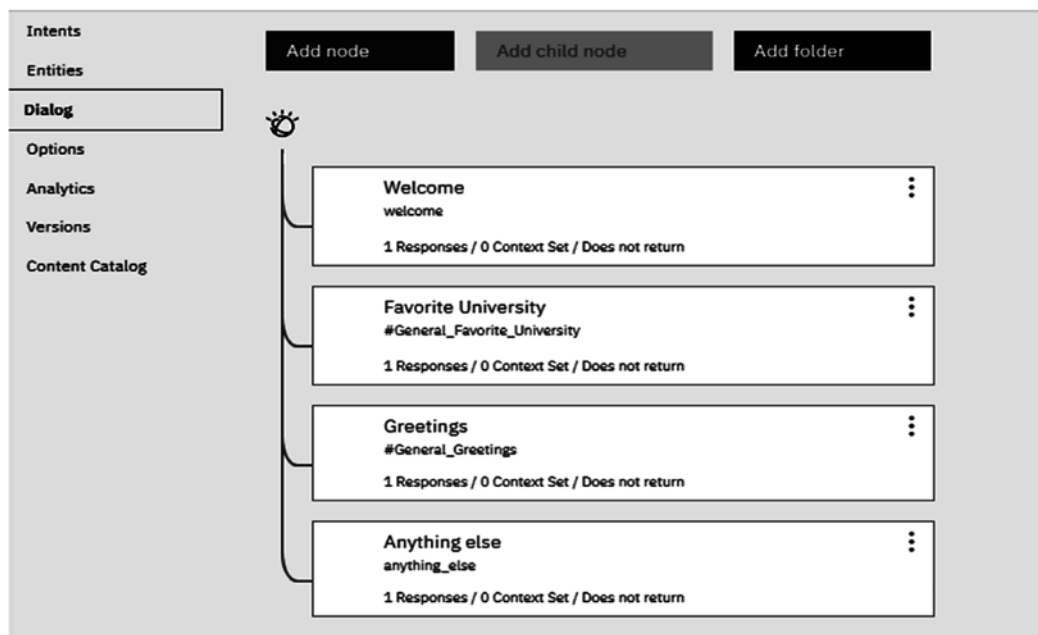 Intents
Entities
Dialog
Options
Analytics
Versions
Content Catalog
Add node
Add child node
Add folder
Welcome
welcome
1 Responses / 0 Context Set / Does not return
Favorite University
#General_Favorite_University
1 Responses / 0 Context Set / Does not return
Greetings
#General_Greetings
1 Responses / 0 Context Set / Does not return
Anything else
anything_else
1 Responses / 0 Context Set / Does not return